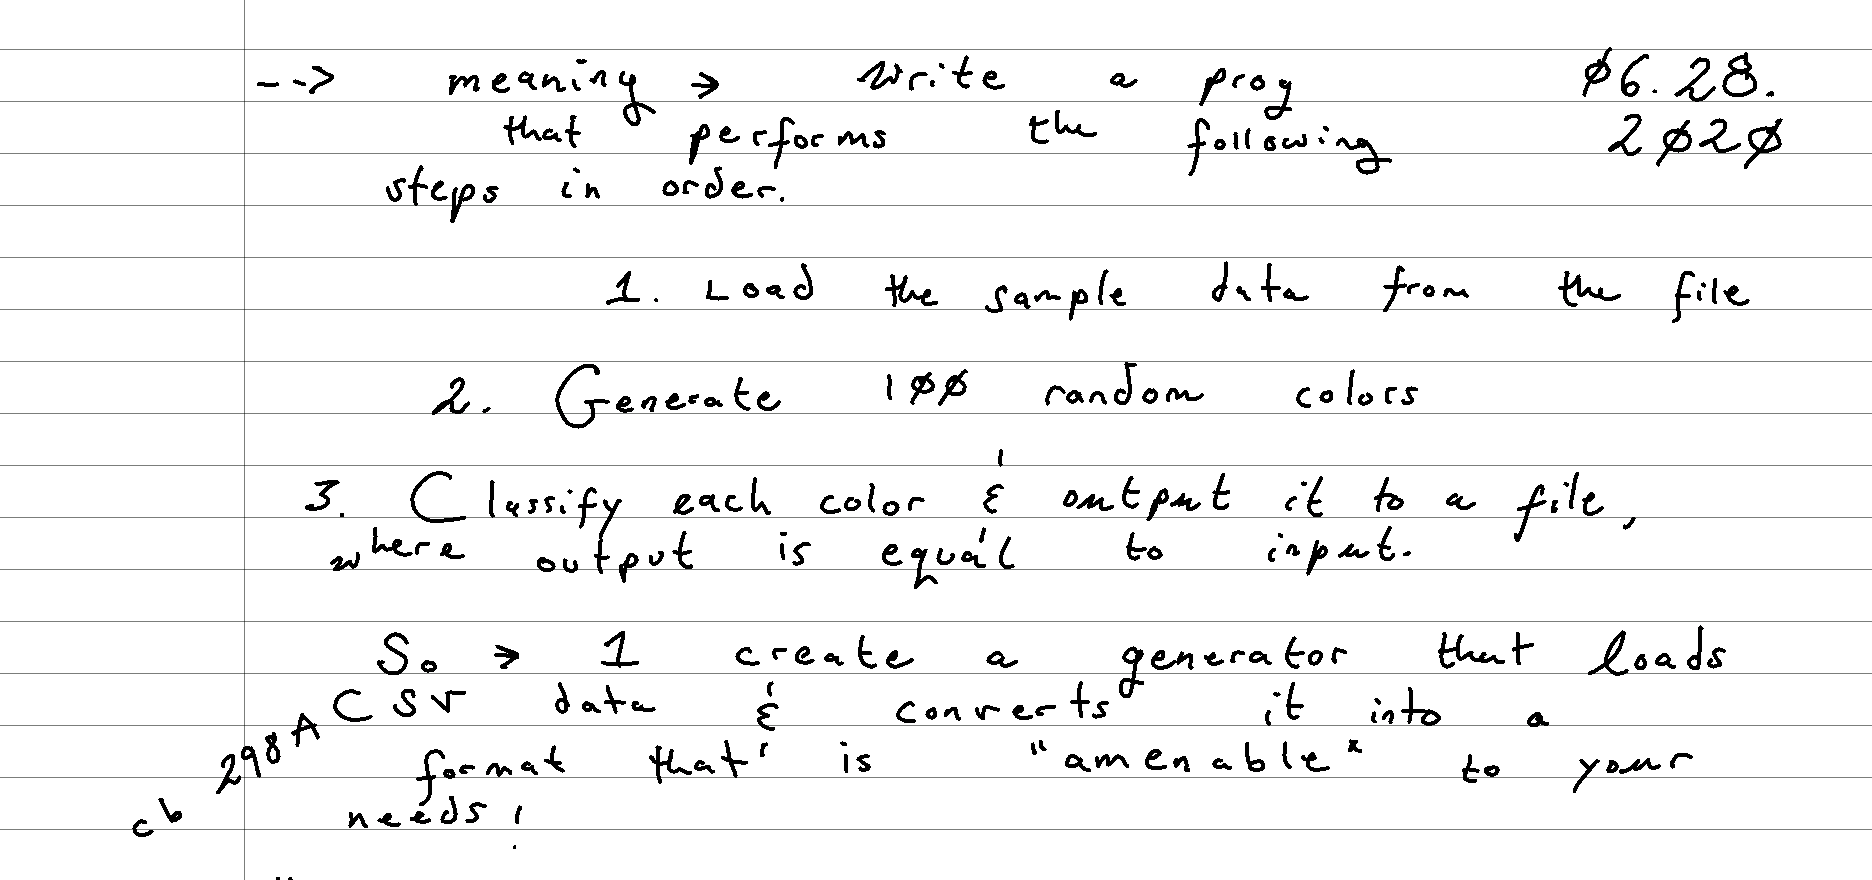 --> meaning → write a prog Ø6.28.
that performs the following 2Ø2Ø
steps in order.
1. Load the sample data from the file
2. Generate 1ØØ random colors
3. Classify each color & output it to a file,
where output is equal to input.
So → 1 create a generator that loads
CSV data & converts it into a
format that is "amenable" to your
needs!
cb 298A